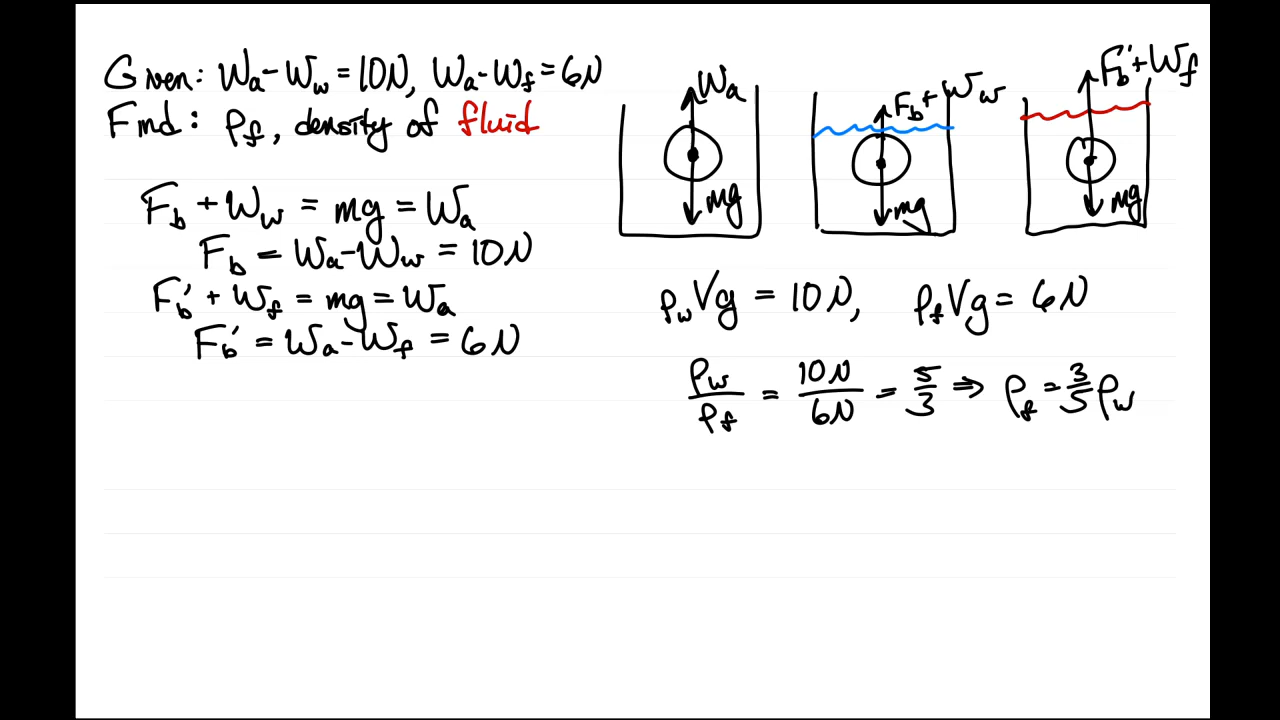 Given: Wa-Ww = 10N, Wa-Wf = 6N
Find: ρf, density of fluid
Wa
mg
Fb + Ww
mg
Fb' + Wf
mg
Fb + Ww = mg = Wa
Fb = Wa-Ww = 10N
Fb' + Wf = mg = Wa
Fb' = Wa-Wf = 6N
ρwVg = 10N, ρfVg = 6N
ρw/ρf = 10N/6N = 5/3 ⇒ ρf = 3/5 ρw